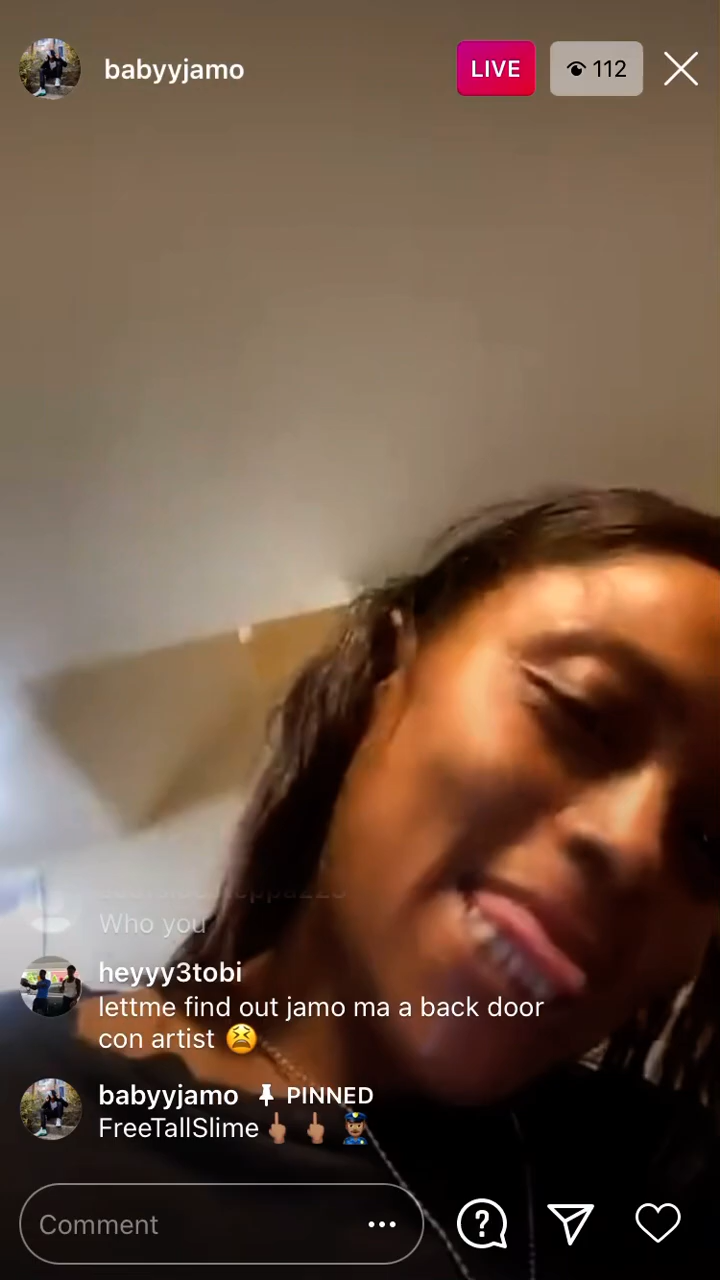 babyyjamo
LIVE
112
Who you
heyyy3tobi
lettme find out jamo ma a back door
con artist 😫
babyyjamo PINNED
FreeTallSlime🖕🏼🖕🏼👮🏽‍♂️
Comment